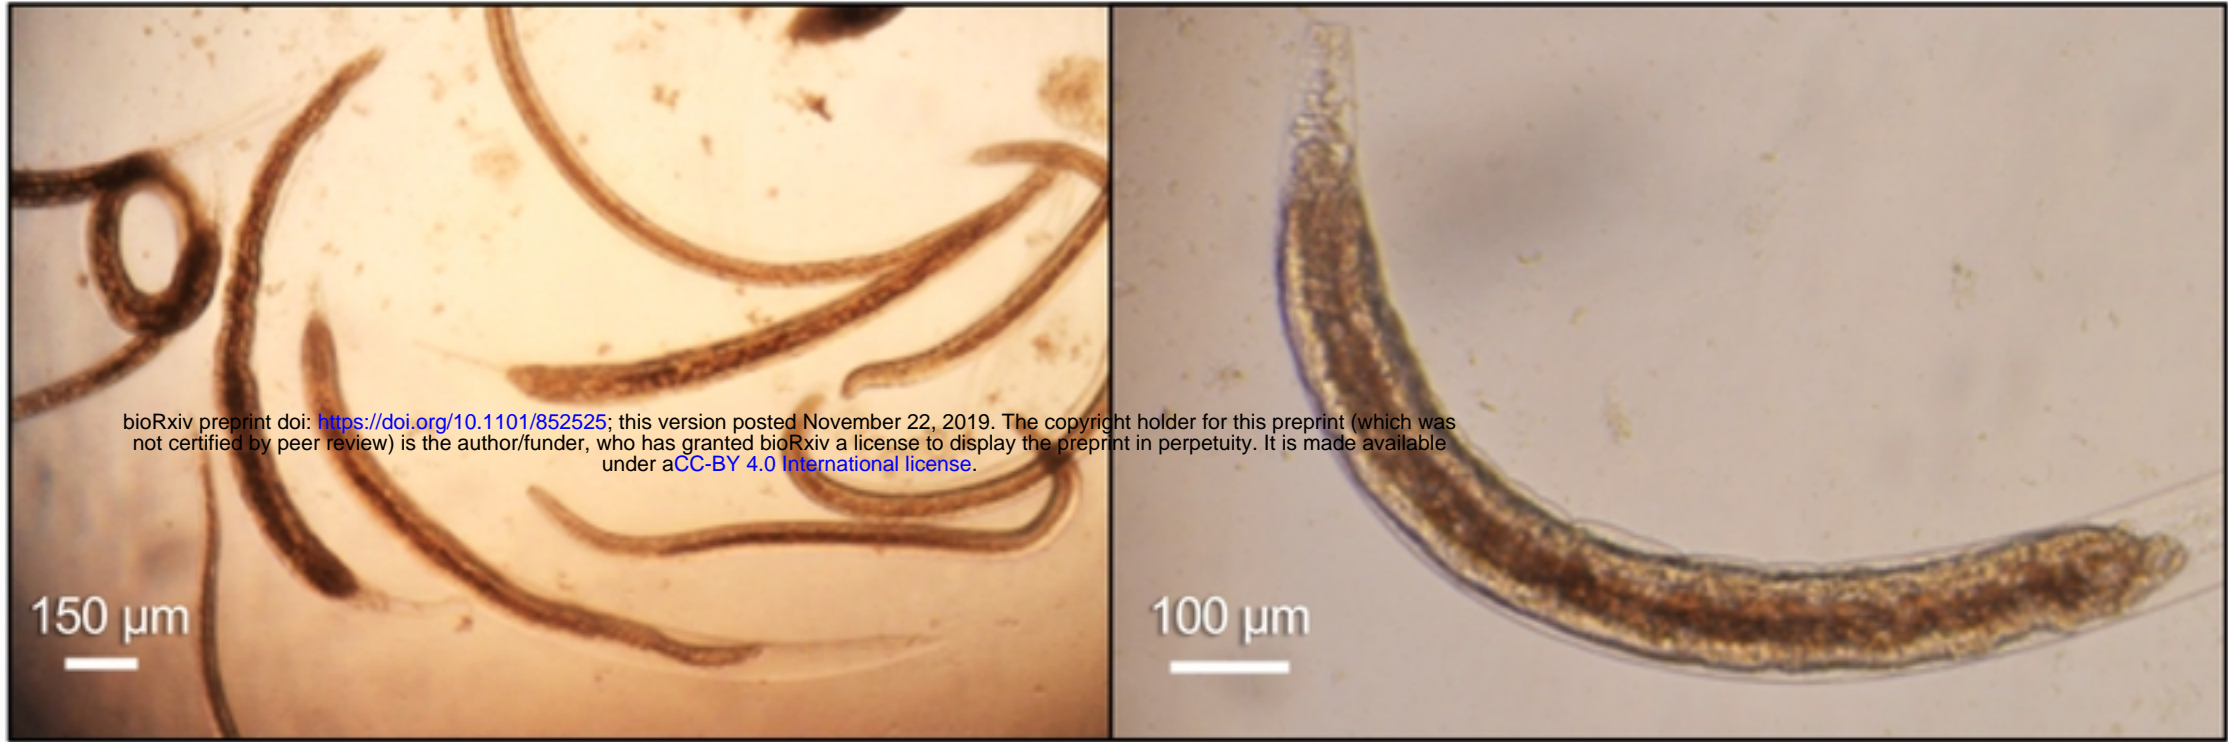 bioRxiv preprint doi: https://doi.org/10.1101/852525; this version posted November 22, 2019. The copyright holder for this preprint (which was
not certified by peer review) is the author/funder, who has granted bioRxiv a license to display the preprint in perpetuity. It is made available
under aCC-BY 4.0 International license.
150 µm
100 µm